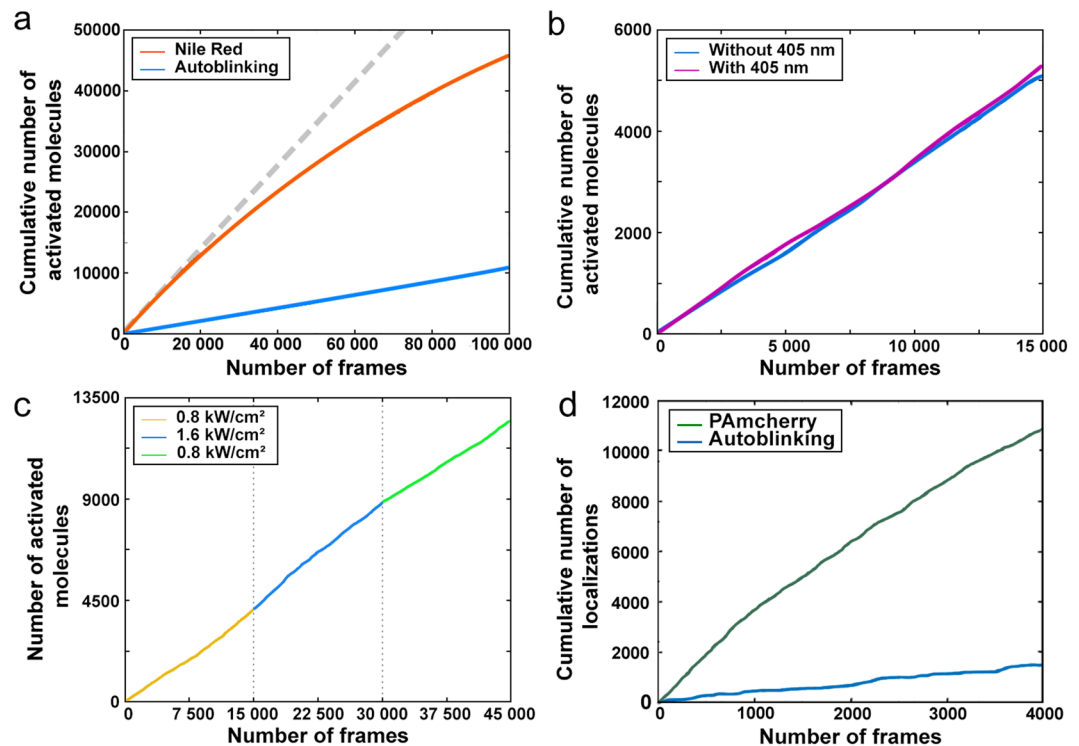 a
Cumulative number of
activated molecules
50000
40000
30000
20000
10000
0
Nile Red
Autoblinking
0
20 000
40 000
60 000
80 000
100 000
Number of frames
b
Cumulative number of
activated molecules
6000
4000
2000
0
Without 405 nm
With 405 nm
0
5 000
10 000
15 000
Number of frames
c
Number of activated
molecules
13500
9000
4500
0
0.8 kW/cm²
1.6 kW/cm²
0.8 kW/cm²
0
7 500
15 000
22 500
30 000
37 500
45 000
Number of frames
d
Cumulative number of
localizations
12000
10000
8000
6000
4000
2000
0
PAmcherry
Autoblinking
0
1000
2000
3000
4000
Number of frames